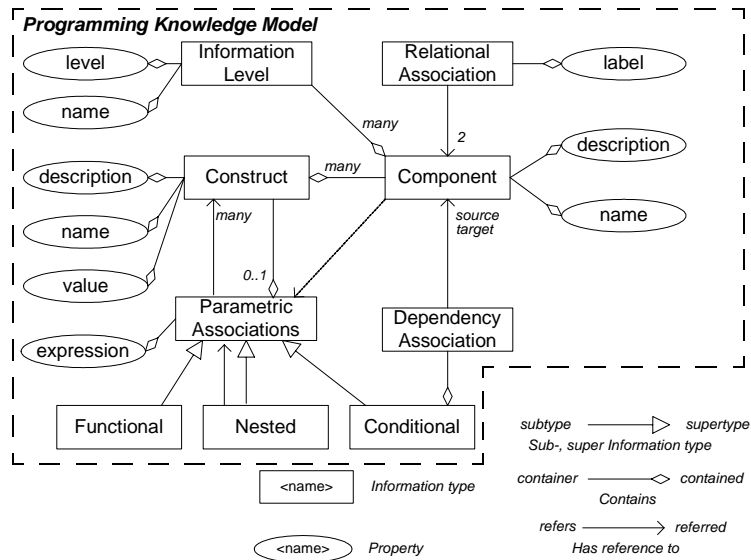 Programming Knowledge Model
level
Information
Level
Relational
Association
label
name
many
2
description
description
Construct
many
Component
name
many
source
target
name
value
0..1
Parametric
Associations
Dependency
Association
expression
Functional
Nested
Conditional
subtype
supertype
Sub-, super Information type
<name>
Information type
container
contained
Contains
refers
referred
<name>
Property
Has reference to